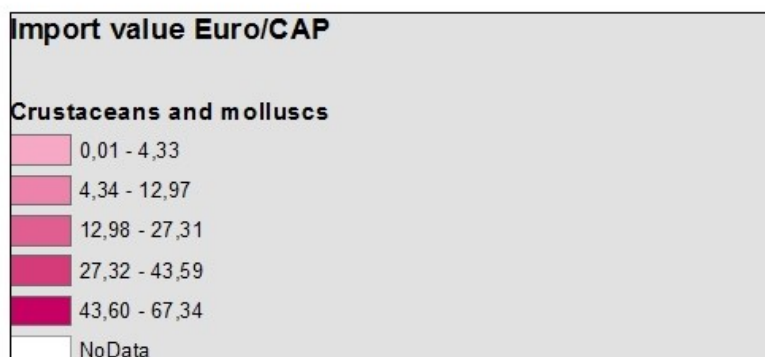 Import value Euro/CAP
Crustaceans and molluscs
0,01 - 4,33
4,34 - 12,97
12,98 - 27,31
27,32 - 43,59
43,60 - 67,34
NoData